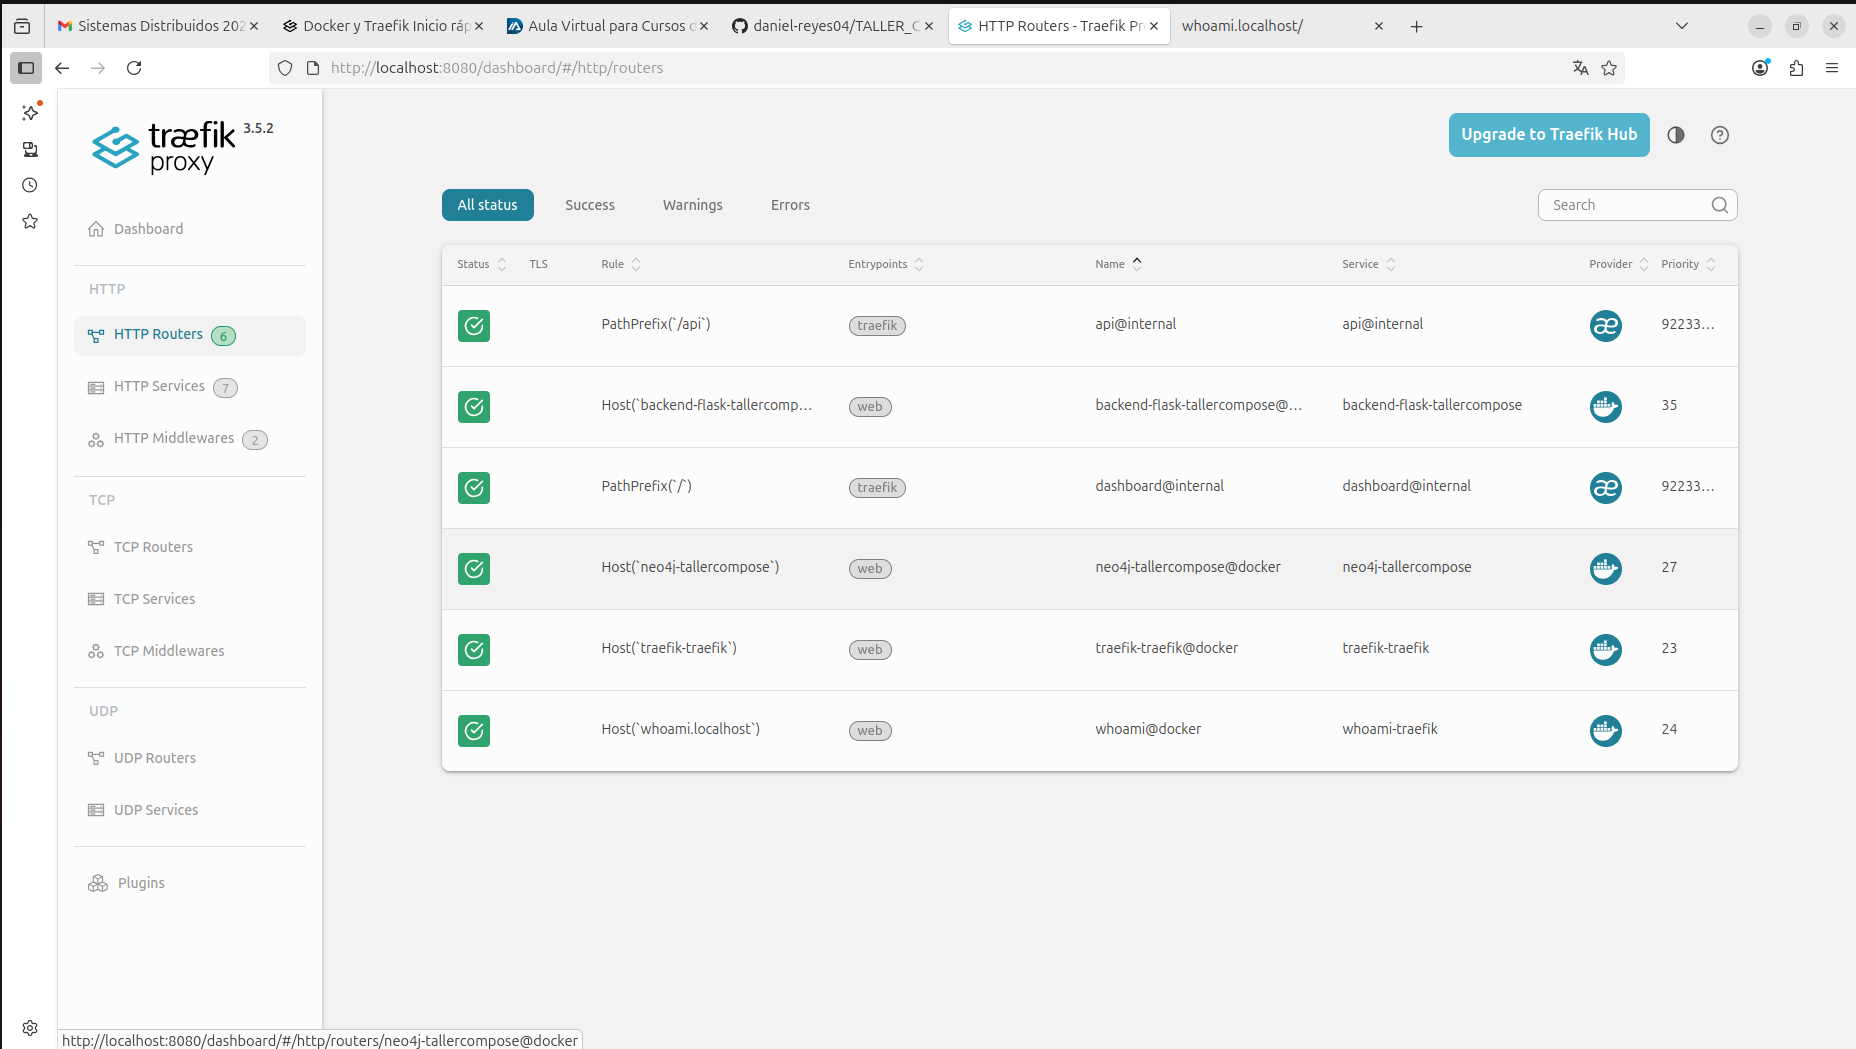 Sistemas Distribuidos 202
Docker y Traefik Inicio ráp
Aula Virtual para Cursos d
daniel-reyes04/TALLER_C
HTTP Routers - Traefik Pr
whoami.localhost/
http://localhost:8080/dashboard/#/http/routers
træfik proxy 3.5.2
Upgrade to Traefik Hub
Dashboard
HTTP
HTTP Routers 6
HTTP Services 7
HTTP Middlewares 2
TCP
TCP Routers
TCP Services
TCP Middlewares
UDP
UDP Routers
UDP Services
Plugins
All status Success Warnings Errors Search
Status TLS Rule Entrypoints Name Service Provider Priority
PathPrefix(`/api`) traefik api@internal api@internal 92233...
Host(`backend-flask-tallercomp... web backend-flask-tallercompose@... backend-flask-tallercompose 35
PathPrefix(`/`) traefik dashboard@internal dashboard@internal 92233...
Host(`neo4j-tallercompose`) web neo4j-tallercompose@docker neo4j-tallercompose 27
Host(`traefik-traefik`) web traefik-traefik@docker traefik-traefik 23
Host(`whoami.localhost`) web whoami@docker whoami-traefik 24
http://localhost:8080/dashboard/#/http/routers/neo4j-tallercompose@docker